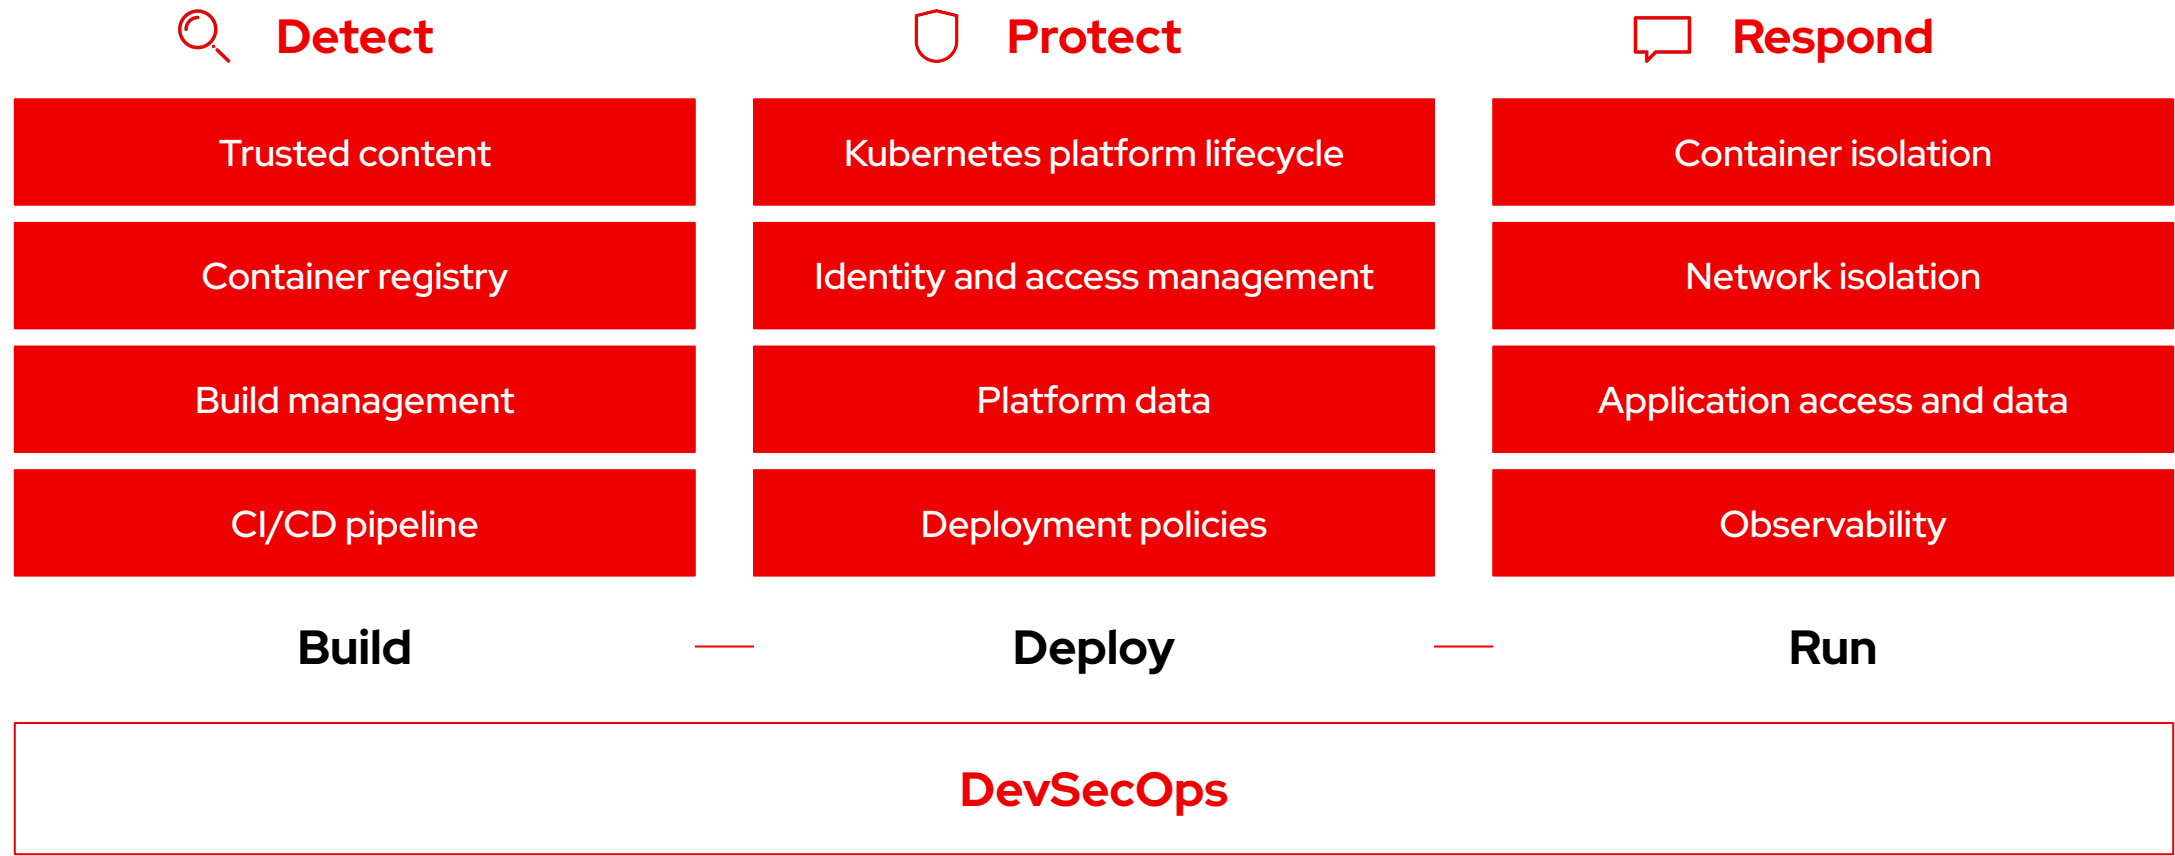 Detect
Protect
Respond
Trusted content
Kubernetes platform lifecycle
Container isolation
Container registry
Identity and access management
Network isolation
Build management
Platform data
Application access and data
CI/CD pipeline
Deployment policies
Observability
Build
Deploy
Run
DevSecOps